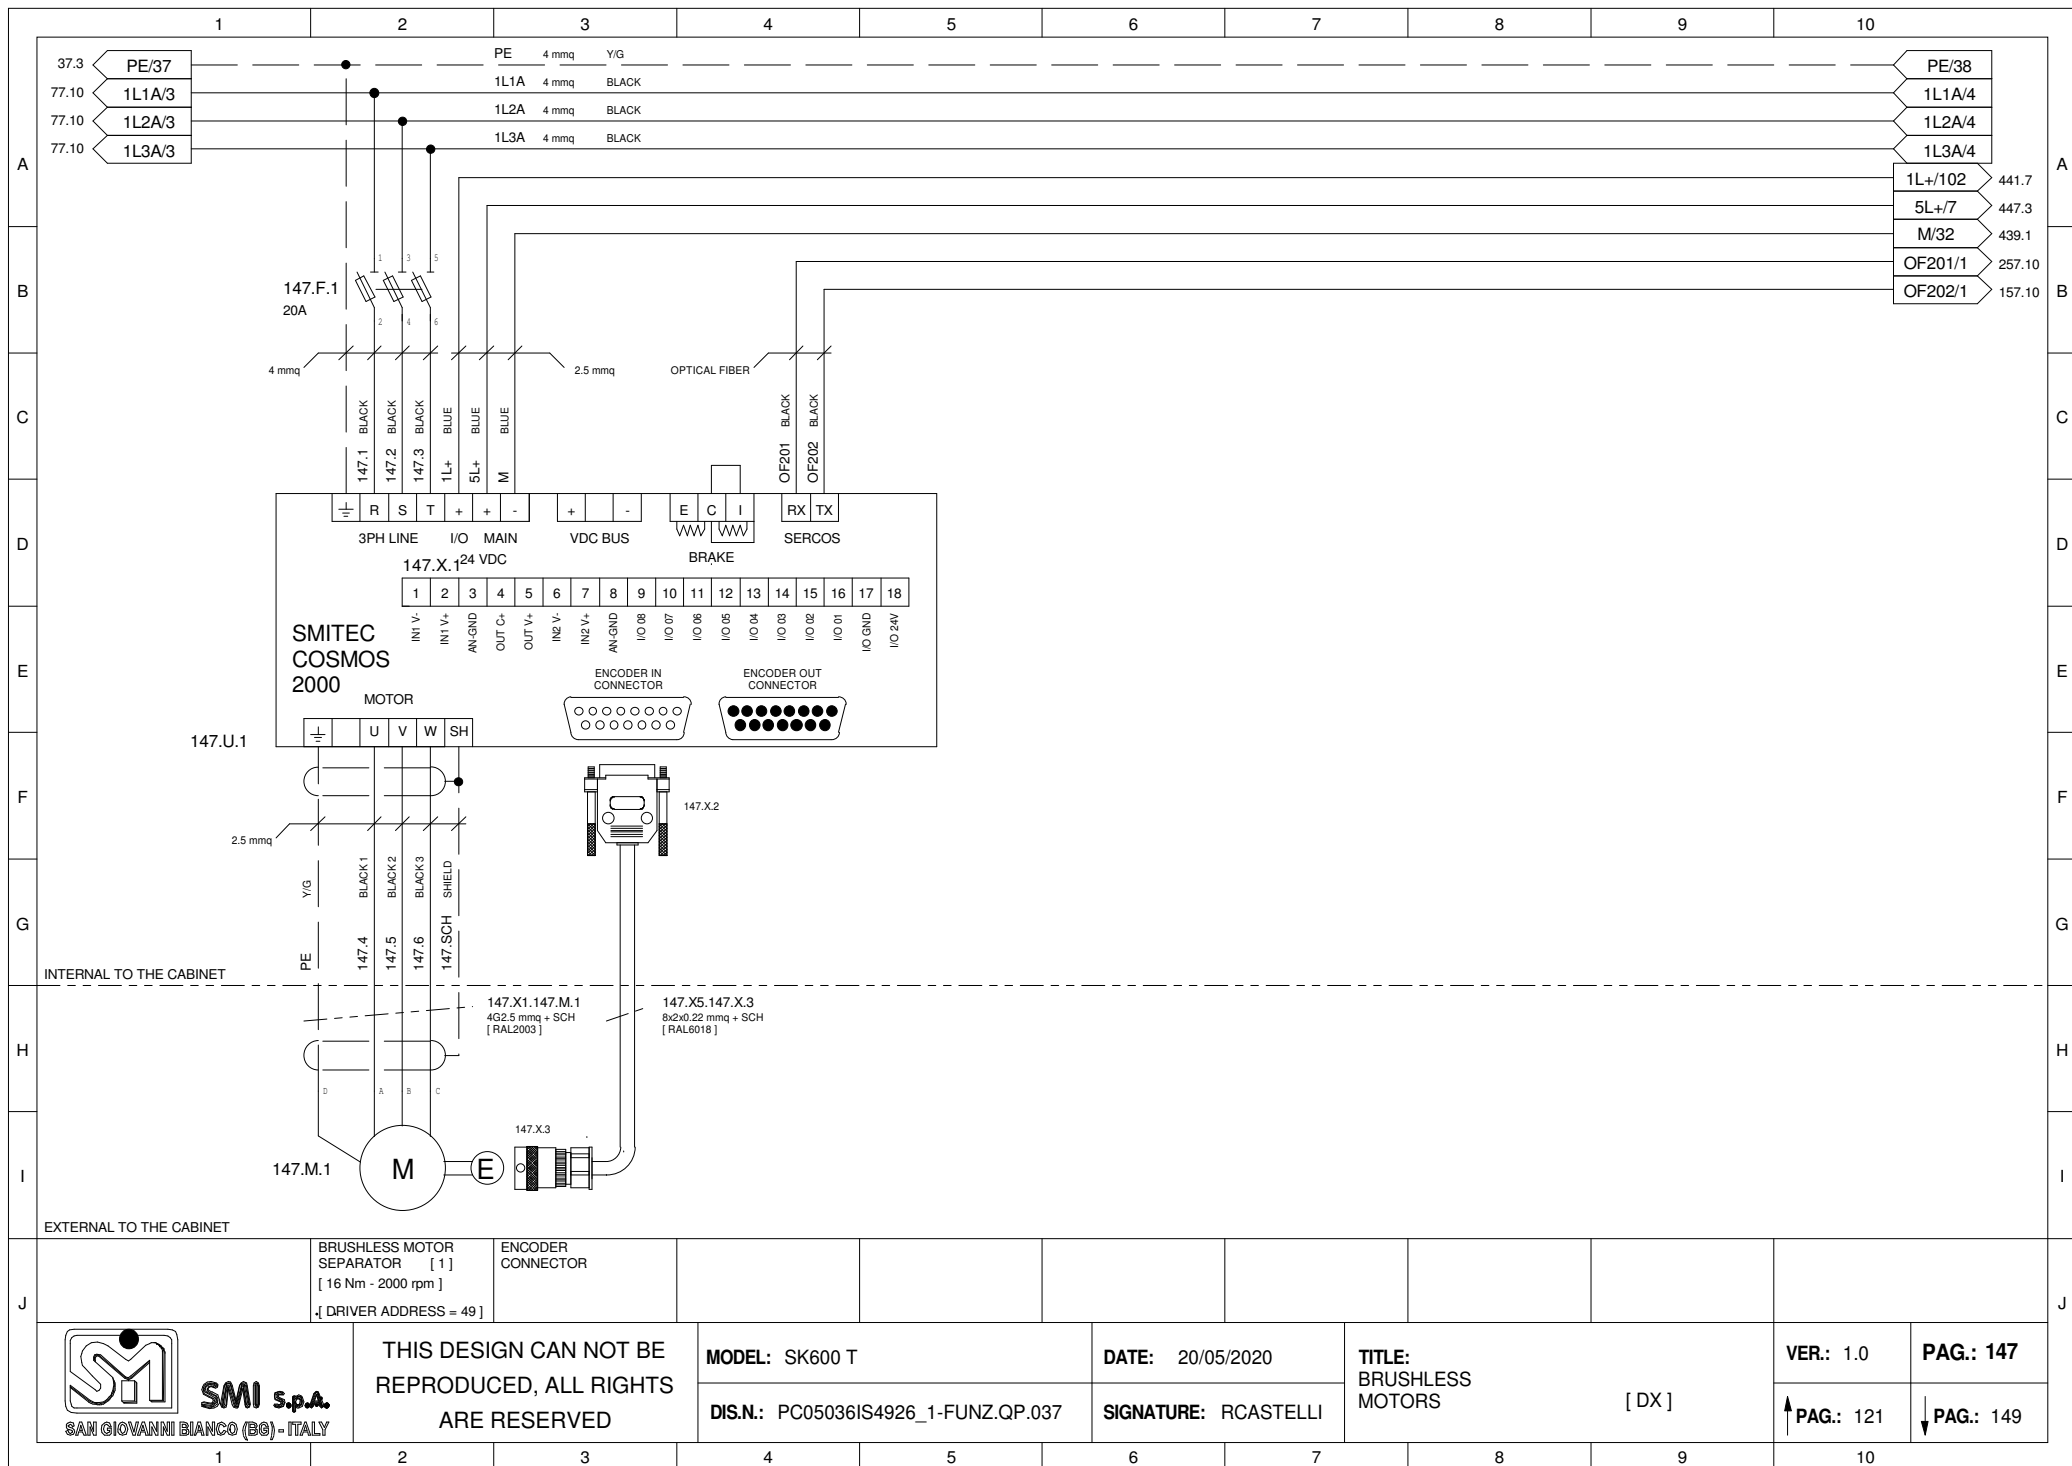 1 2 3 4 5 6 7 8 9 10
37.3 PE/37 PE 4 mmq Y/G PE/38
77.10 1L1A/3 1L1A 4 mmq BLACK 1L1A/4
77.10 1L2A/3 1L2A 4 mmq BLACK 1L2A/4
77.10 1L3A/3 1L3A 4 mmq BLACK 1L3A/4
A A
1L+/102 441.7
5L+/7 447.3
M/32 439.1
OF201/1 257.10
OF202/1 157.10
B B
1 3 5
147.F.1
20A
2 4 6
4 mmq 2.5 mmq OPTICAL FIBER
C C
BLACK BLACK BLACK BLUE BLUE BLUE BLACK BLACK
147.1 147.2 147.3 1L+ 5L+ M OF201 OF202
R S T + + - + - E C I RX TX
3PH LINE I/O MAIN VDC BUS BRAKE SERCOS
24 VDC
D D
147.X.1
1 2 3 4 5 6 7 8 9 10 11 12 13 14 15 16 17 18
IN1 V- IN1 V+ AN-GND OUT C+ OUT V+ IN2 V- IN2 V+ AN-GND I/O 08 I/O 07 I/O 06 I/O 05 I/O 04 I/O 03 I/O 02 I/O 01 I/O GND I/O 24V
SMITEC
COSMOS
2000
E E
ENCODER IN
CONNECTOR
ENCODER OUT
CONNECTOR
MOTOR
U V W SH
147.U.1
F F
147.X.2
2.5 mmq
Y/G BLACK 1 BLACK 2 BLACK 3 SHIELD
G G
PE 147.4 147.5 147.6 147.SCH
INTERNAL TO THE CABINET
147.X1.147.M.1
4G2.5 mmq + SCH
[ RAL2003 ]
147.X5.147.X.3
8x2x0.22 mmq + SCH
[ RAL6018 ]
H H
D A B C
147.X.3
147.M.1 M E
I I
EXTERNAL TO THE CABINET
BRUSHLESS MOTOR
SEPARATOR [ 1 ]
[ 16 Nm - 2000 rpm ]
.[ DRIVER ADDRESS = 49 ]
ENCODER
CONNECTOR
J J
SMI
SMI S.p.A.
SAN GIOVANNI BIANCO (BG) - ITALY
THIS DESIGN CAN NOT BE
REPRODUCED, ALL RIGHTS
ARE RESERVED
MODEL: SK600 T
DIS.N.: PC05036IS4926_1-FUNZ.QP.037
DATE: 20/05/2020
SIGNATURE: RCASTELLI
TITLE:
BRUSHLESS
MOTORS [ DX ]
VER.: 1.0
PAG.: 147
PAG.: 121
PAG.: 149
1 2 3 4 5 6 7 8 9 10